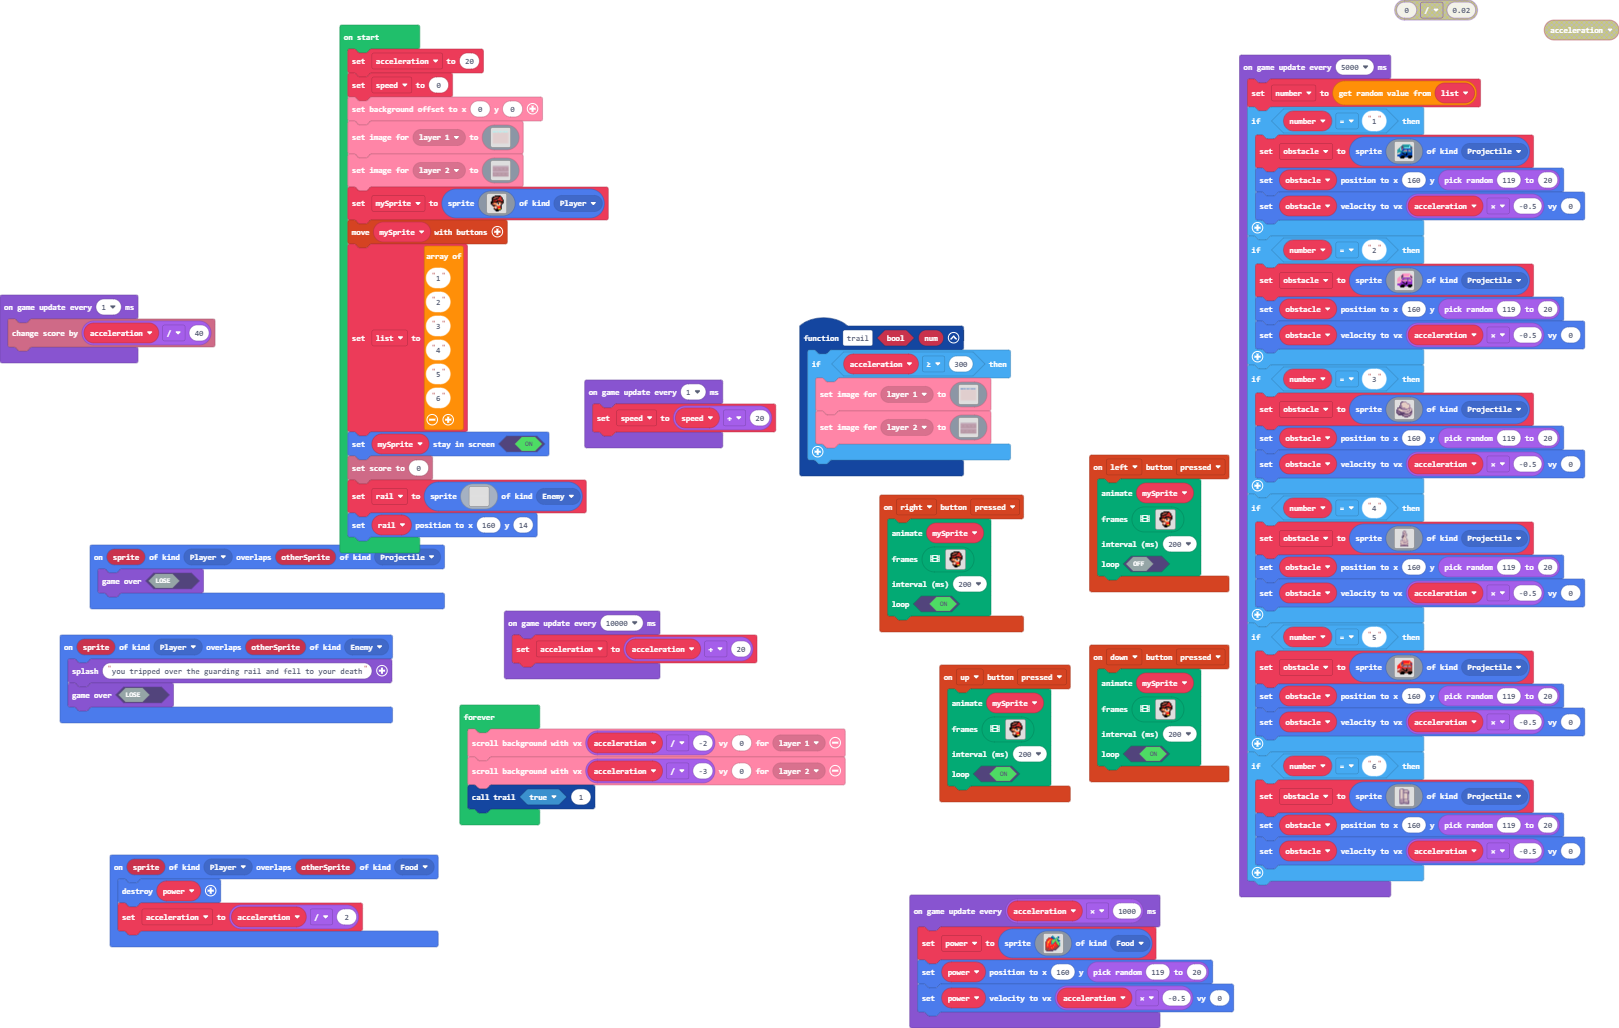 0 / ▾ 0.02
acceleration ▾
on start
set acceleration ▾ to 20
set speed ▾ to 0
set background offset to x 0 y 0
set image for layer 1 ▾ to
set image for layer 2 ▾ to
set mySprite ▾ to sprite of kind Player ▾
move mySprite ▾ with buttons
set list ▾ to array of
"1"
"2"
"3"
"4"
"5"
"6"
set mySprite ▾ stay in screen ON
set score to 0
set rail ▾ to sprite of kind Enemy ▾
set rail ▾ position to x 160 y 14
on game update every 1 ▾ ms
change score by acceleration ▾ / ▾ 40
on game update every 1 ▾ ms
set speed ▾ to speed ▾ + ▾ 20
function trail bool num
if acceleration ▾ ≥ ▾ 300 then
set image for layer 1 ▾ to
set image for layer 2 ▾ to
on sprite of kind Player ▾ overlaps otherSprite of kind Projectile ▾
game over LOSE
on sprite of kind Player ▾ overlaps otherSprite of kind Enemy ▾
splash "you tripped over the guarding rail and fell to your death"
game over LOSE
on game update every 10000 ▾ ms
set acceleration ▾ to acceleration ▾ + ▾ 20
forever
scroll background with vx acceleration ▾ / ▾ -2 vy 0 for layer 1 ▾
scroll background with vx acceleration ▾ / ▾ -3 vy 0 for layer 2 ▾
call trail true ▾ 1
on sprite of kind Player ▾ overlaps otherSprite of kind Food ▾
destroy power ▾
set acceleration ▾ to acceleration ▾ / ▾ 2
on right ▾ button pressed ▾
animate mySprite ▾
frames
interval (ms) 200 ▾
loop ON
on left ▾ button pressed ▾
animate mySprite ▾
frames
interval (ms) 200 ▾
loop OFF
on up ▾ button pressed ▾
animate mySprite ▾
frames
interval (ms) 200 ▾
loop ON
on down ▾ button pressed ▾
animate mySprite ▾
frames
interval (ms) 200 ▾
loop ON
on game update every acceleration ▾ × ▾ 1000 ms
set power ▾ to sprite of kind Food ▾
set power ▾ position to x 160 y pick random 119 to 20
set power ▾ velocity to vx acceleration ▾ × ▾ -0.5 vy 0
on game update every 5000 ▾ ms
set number ▾ to get random value from list ▾
if number ▾ = ▾ "1" then
set obstacle ▾ to sprite of kind Projectile ▾
set obstacle ▾ position to x 160 y pick random 119 to 20
set obstacle ▾ velocity to vx acceleration ▾ × ▾ -0.5 vy 0
if number ▾ = ▾ "2" then
set obstacle ▾ to sprite of kind Projectile ▾
set obstacle ▾ position to x 160 y pick random 119 to 20
set obstacle ▾ velocity to vx acceleration ▾ × ▾ -0.5 vy 0
if number ▾ = ▾ "3" then
set obstacle ▾ to sprite of kind Projectile ▾
set obstacle ▾ position to x 160 y pick random 119 to 20
set obstacle ▾ velocity to vx acceleration ▾ × ▾ -0.5 vy 0
if number ▾ = ▾ "4" then
set obstacle ▾ to sprite of kind Projectile ▾
set obstacle ▾ position to x 160 y pick random 119 to 20
set obstacle ▾ velocity to vx acceleration ▾ × ▾ -0.5 vy 0
if number ▾ = ▾ "5" then
set obstacle ▾ to sprite of kind Projectile ▾
set obstacle ▾ position to x 160 y pick random 119 to 20
set obstacle ▾ velocity to vx acceleration ▾ × ▾ -0.5 vy 0
if number ▾ = ▾ "6" then
set obstacle ▾ to sprite of kind Projectile ▾
set obstacle ▾ position to x 160 y pick random 119 to 20
set obstacle ▾ velocity to vx acceleration ▾ × ▾ -0.5 vy 0